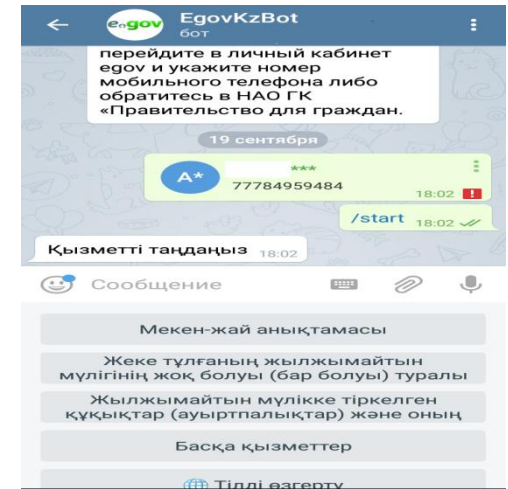 egov
EgovKzBot
бот
перейдите в личный кабинет
egov и укажите номер
мобильного телефона либо
обратитесь в НАО ГК
«Правительство для граждан.
19 сентября
A*
***
77784959484
18:02
/start 18:02
Қызметті таңдаңыз 18:02
Сообщение
Мекен-жай анықтамасы
Жеке тұлғаның жылжымайтын
мүлігінің жоқ болуы (бар болуы) туралы
Жылжымайтын мүлікке тіркелген
құқықтар (ауыртпалықтар) және оның
Басқа қызметтер
Тілді өзгерту